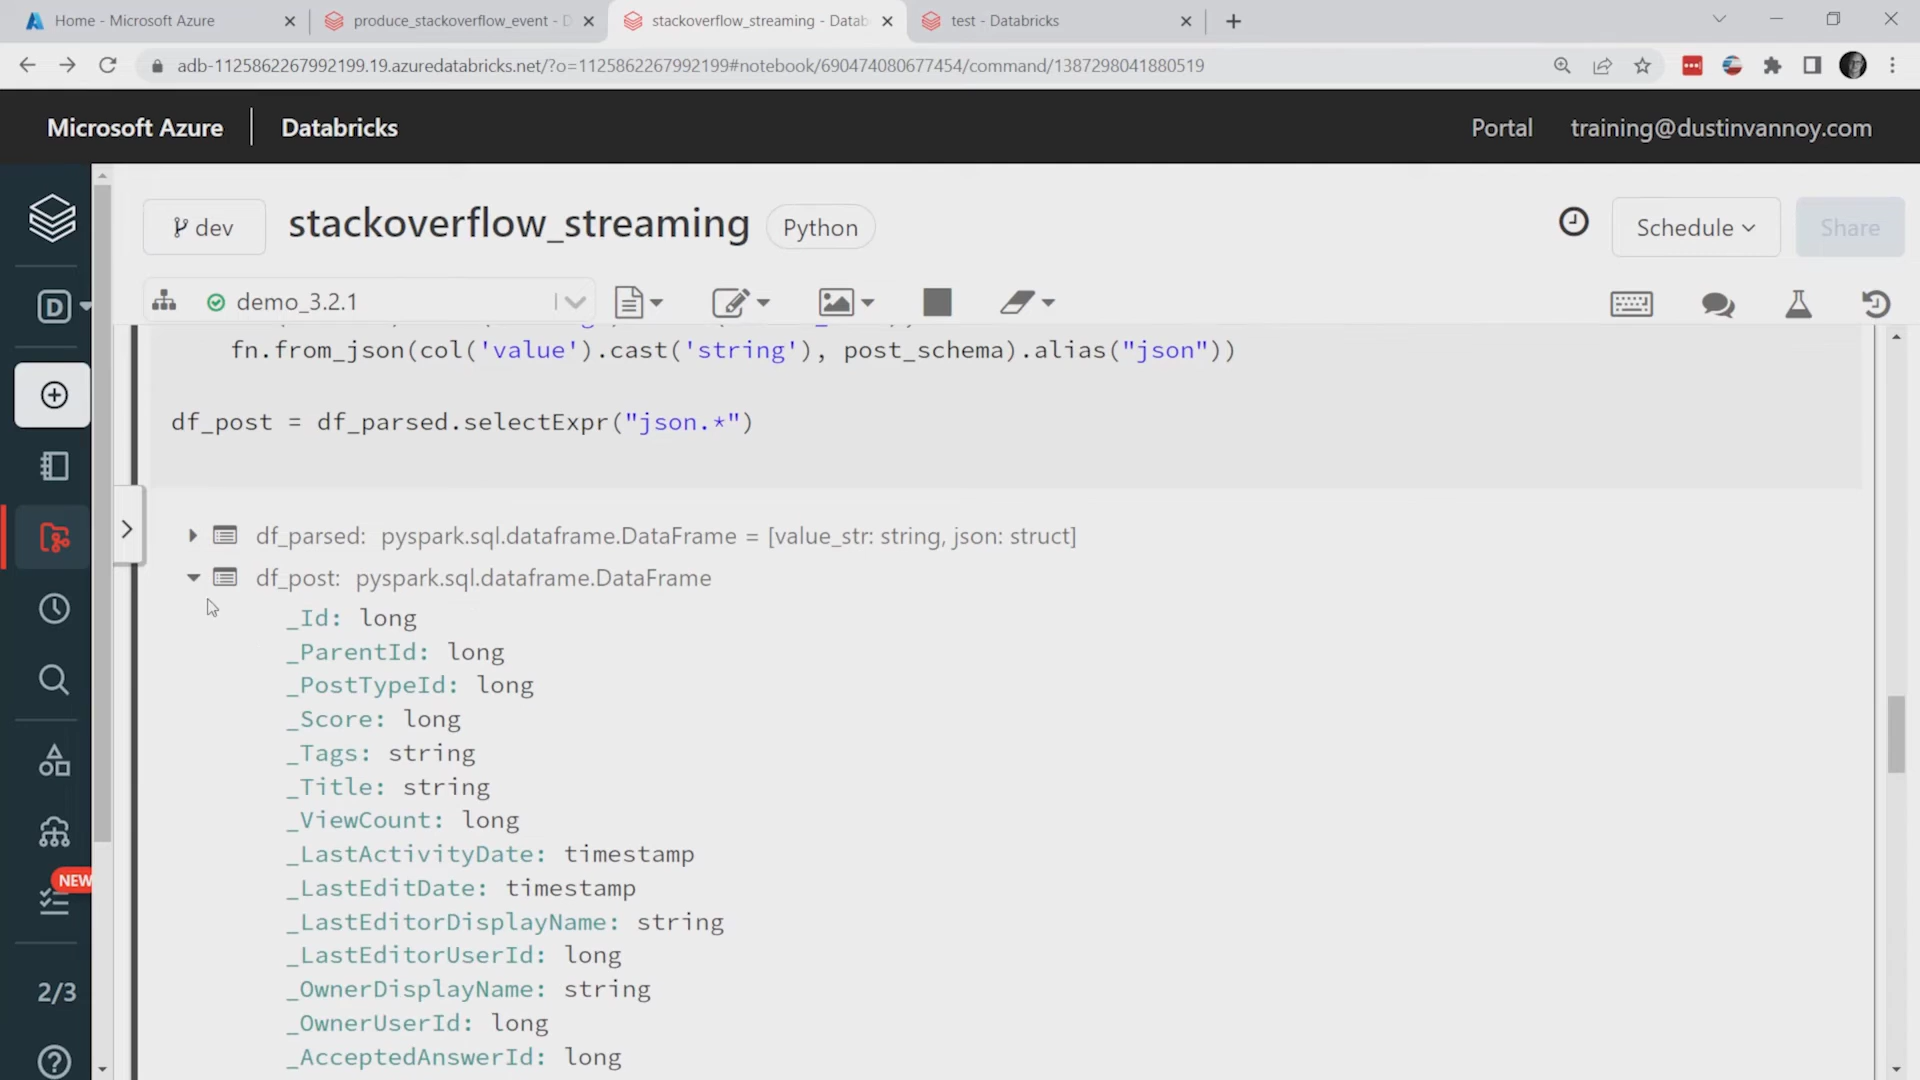 Home - Microsoft Azure
produce_stackoverflow_event - D
stackoverflow_streaming - Datab
test - Databricks
adb-1125862267992199.19.azuredatabricks.net/?o=1125862267992199#notebook/690474080677454/command/1387298041880519
Microsoft Azure
Databricks
Portal
training@dustinvannoy.com
dev
stackoverflow_streaming
Python
Schedule
Share
D
demo_3.2.1
fn.from_json(col('value').cast('string'), post_schema).alias("json"))
df_post = df_parsed.selectExpr("json.*")
df_parsed: pyspark.sql.dataframe.DataFrame = [value_str: string, json: struct]
df_post: pyspark.sql.dataframe.DataFrame
_Id: long
_ParentId: long
_PostTypeId: long
_Score: long
_Tags: string
_Title: string
_ViewCount: long
_LastActivityDate: timestamp
_LastEditDate: timestamp
_LastEditorDisplayName: string
_LastEditorUserId: long
_OwnerDisplayName: string
_OwnerUserId: long
_AcceptedAnswerId: long
NEW
2/3